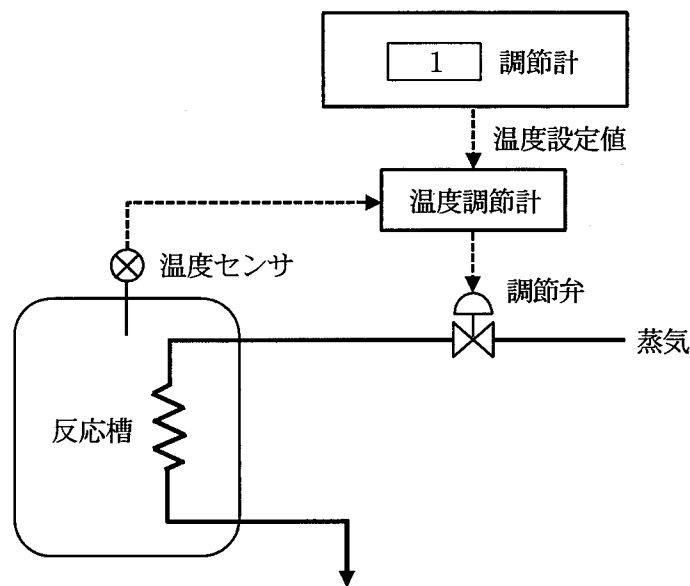 1 調節計
温度設定値
温度調節計
温度センサ
調節弁
蒸気
反応槽